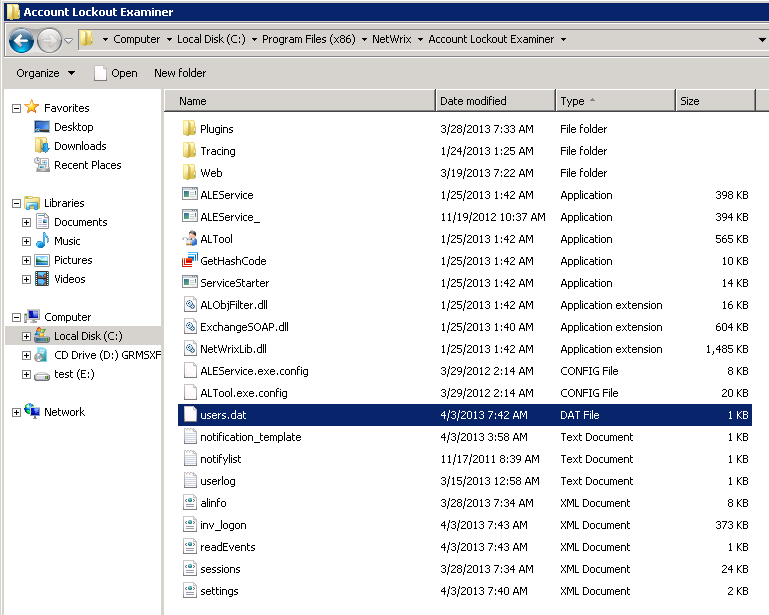 Account Lockout Examiner
Computer Local Disk (C:) Program Files (x86) NetWrix Account Lockout Examiner
Organize Open New folder
Favorites
Desktop
Downloads
Recent Places
Libraries
Documents
Music
Pictures
Videos
Computer
Local Disk (C:)
CD Drive (D:) GRMSXF
test (E:)
Network
Name Date modified Type Size
Plugins 3/28/2013 7:33 AM File folder
Tracing 1/24/2013 1:25 AM File folder
Web 3/19/2013 7:22 AM File folder
ALEService 1/25/2013 1:42 AM Application 398 KB
ALEService_ 11/19/2012 10:37 AM Application 394 KB
ALTool 1/25/2013 1:42 AM Application 565 KB
GetHashCode 1/25/2013 1:42 AM Application 10 KB
ServiceStarter 1/25/2013 1:42 AM Application 14 KB
ALObjFilter.dll 1/25/2013 1:42 AM Application extension 16 KB
ExchangeSOAP.dll 1/25/2013 1:40 AM Application extension 604 KB
NetWrixLib.dll 1/25/2013 1:42 AM Application extension 1,485 KB
ALEService.exe.config 3/29/2012 2:14 AM CONFIG File 8 KB
ALTool.exe.config 3/29/2012 2:14 AM CONFIG File 20 KB
users.dat 4/3/2013 7:42 AM DAT File 1 KB
notification_template 4/3/2013 3:58 AM Text Document 1 KB
notifylist 11/17/2011 8:39 AM Text Document 1 KB
userlog 3/15/2013 12:58 AM Text Document 1 KB
alinfo 3/28/2013 7:34 AM XML Document 8 KB
inv_logon 4/3/2013 7:43 AM XML Document 373 KB
readEvents 4/3/2013 7:43 AM XML Document 1 KB
sessions 3/28/2013 7:34 AM XML Document 24 KB
settings 4/3/2013 7:40 AM XML Document 2 KB